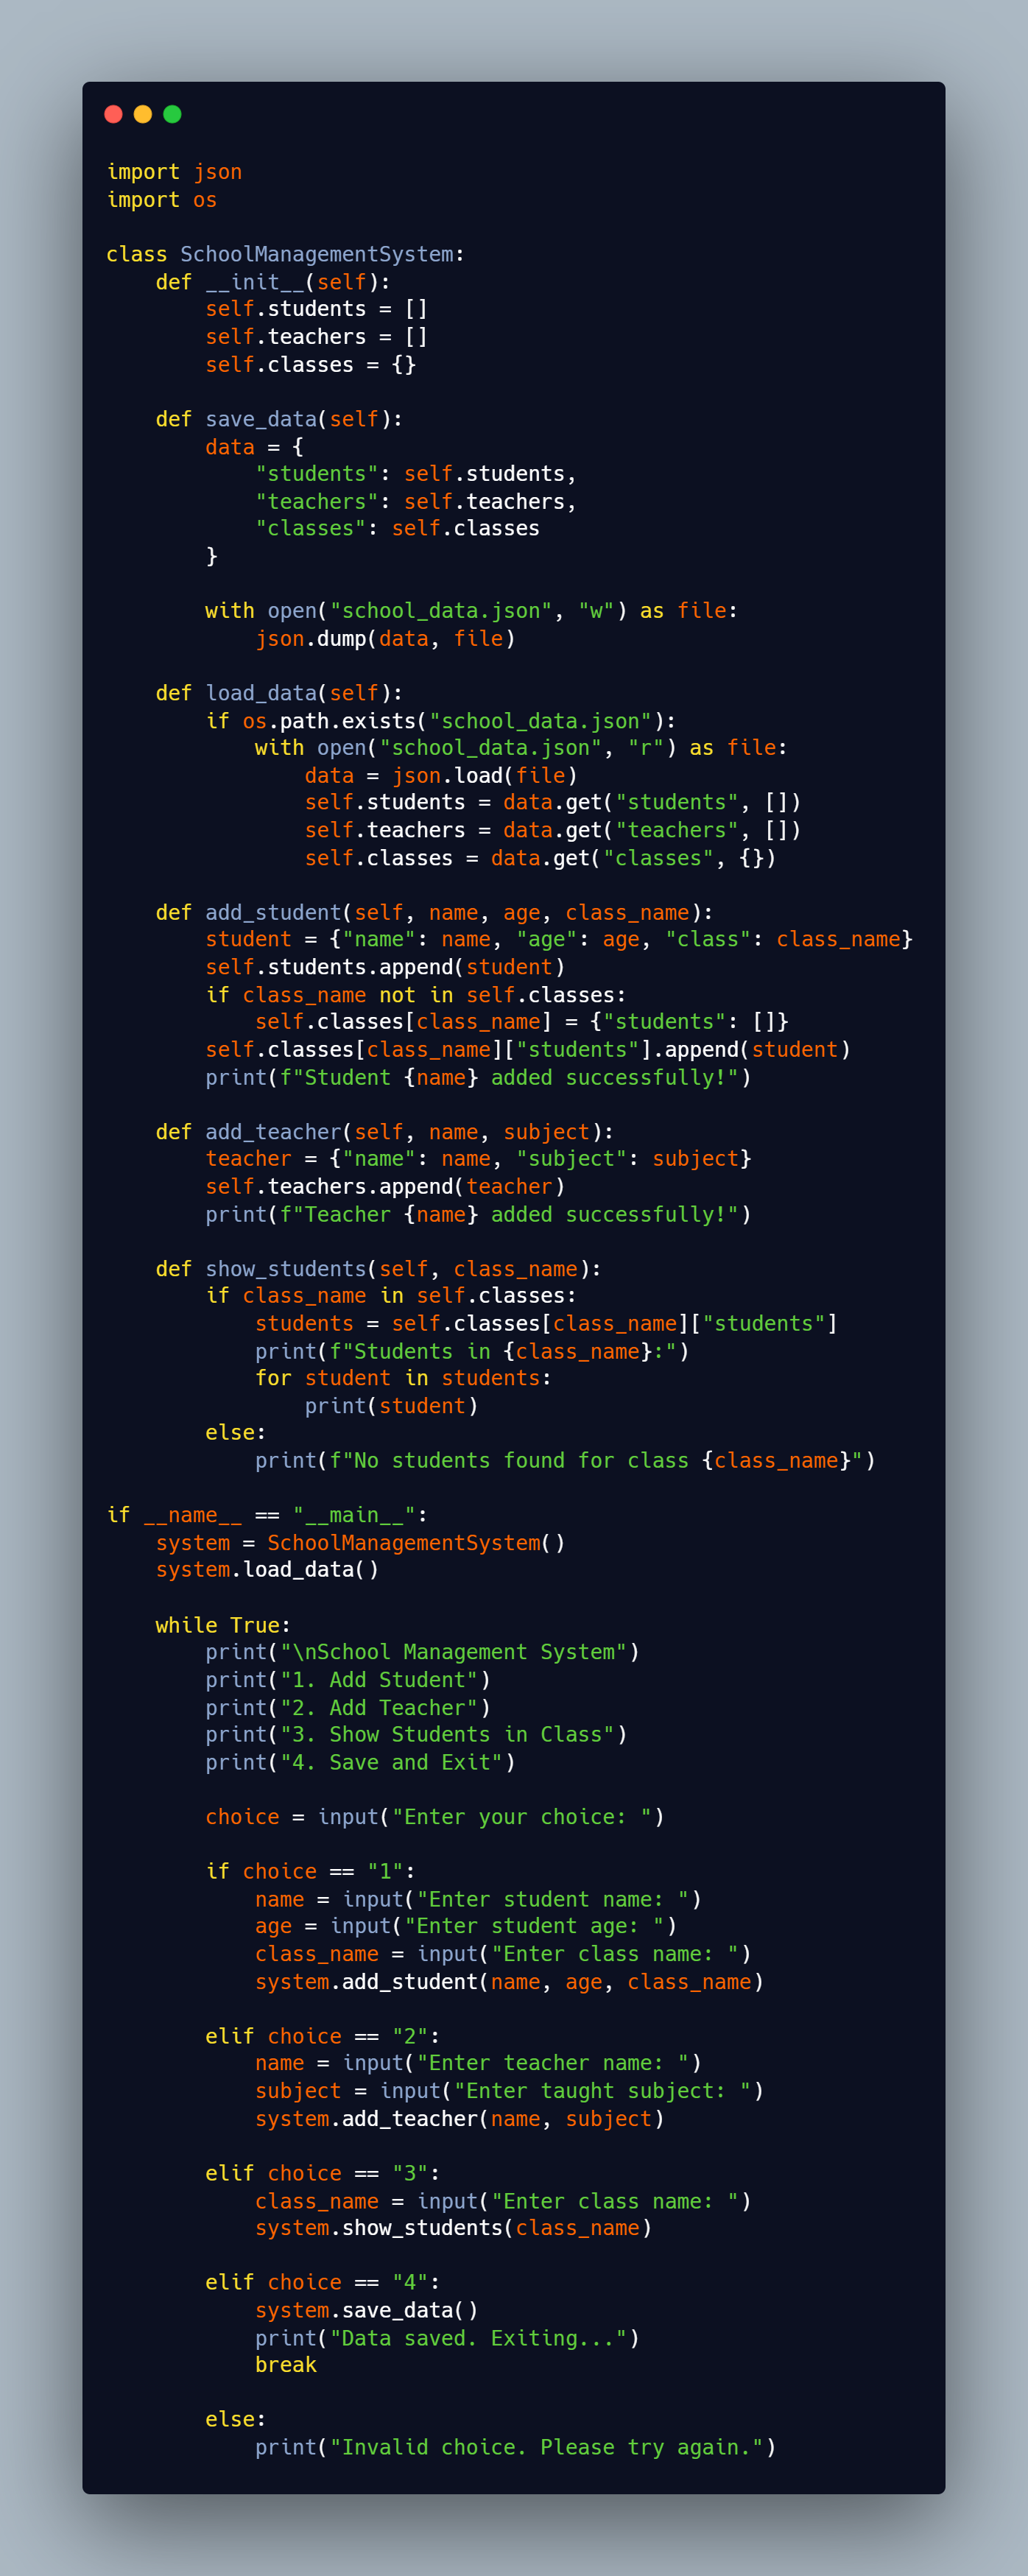 import json
import os

class SchoolManagementSystem:
    def __init__(self):
        self.students = []
        self.teachers = []
        self.classes = {}

    def save_data(self):
        data = {
            "students": self.students,
            "teachers": self.teachers,
            "classes": self.classes
        }

        with open("school_data.json", "w") as file:
            json.dump(data, file)

    def load_data(self):
        if os.path.exists("school_data.json"):
            with open("school_data.json", "r") as file:
                data = json.load(file)
                self.students = data.get("students", [])
                self.teachers = data.get("teachers", [])
                self.classes = data.get("classes", {})

    def add_student(self, name, age, class_name):
        student = {"name": name, "age": age, "class": class_name}
        self.students.append(student)
        if class_name not in self.classes:
            self.classes[class_name] = {"students": []}
        self.classes[class_name]["students"].append(student)
        print(f"Student {name} added successfully!")

    def add_teacher(self, name, subject):
        teacher = {"name": name, "subject": subject}
        self.teachers.append(teacher)
        print(f"Teacher {name} added successfully!")

    def show_students(self, class_name):
        if class_name in self.classes:
            students = self.classes[class_name]["students"]
            print(f"Students in {class_name}:")
            for student in students:
                print(student)
        else:
            print(f"No students found for class {class_name}")

if __name__ == "__main__":
    system = SchoolManagementSystem()
    system.load_data()

    while True:
        print("\nSchool Management System")
        print("1. Add Student")
        print("2. Add Teacher")
        print("3. Show Students in Class")
        print("4. Save and Exit")

        choice = input("Enter your choice: ")

        if choice == "1":
            name = input("Enter student name: ")
            age = input("Enter student age: ")
            class_name = input("Enter class name: ")
            system.add_student(name, age, class_name)

        elif choice == "2":
            name = input("Enter teacher name: ")
            subject = input("Enter taught subject: ")
            system.add_teacher(name, subject)

        elif choice == "3":
            class_name = input("Enter class name: ")
            system.show_students(class_name)

        elif choice == "4":
            system.save_data()
            print("Data saved. Exiting...")
            break

        else:
            print("Invalid choice. Please try again.")